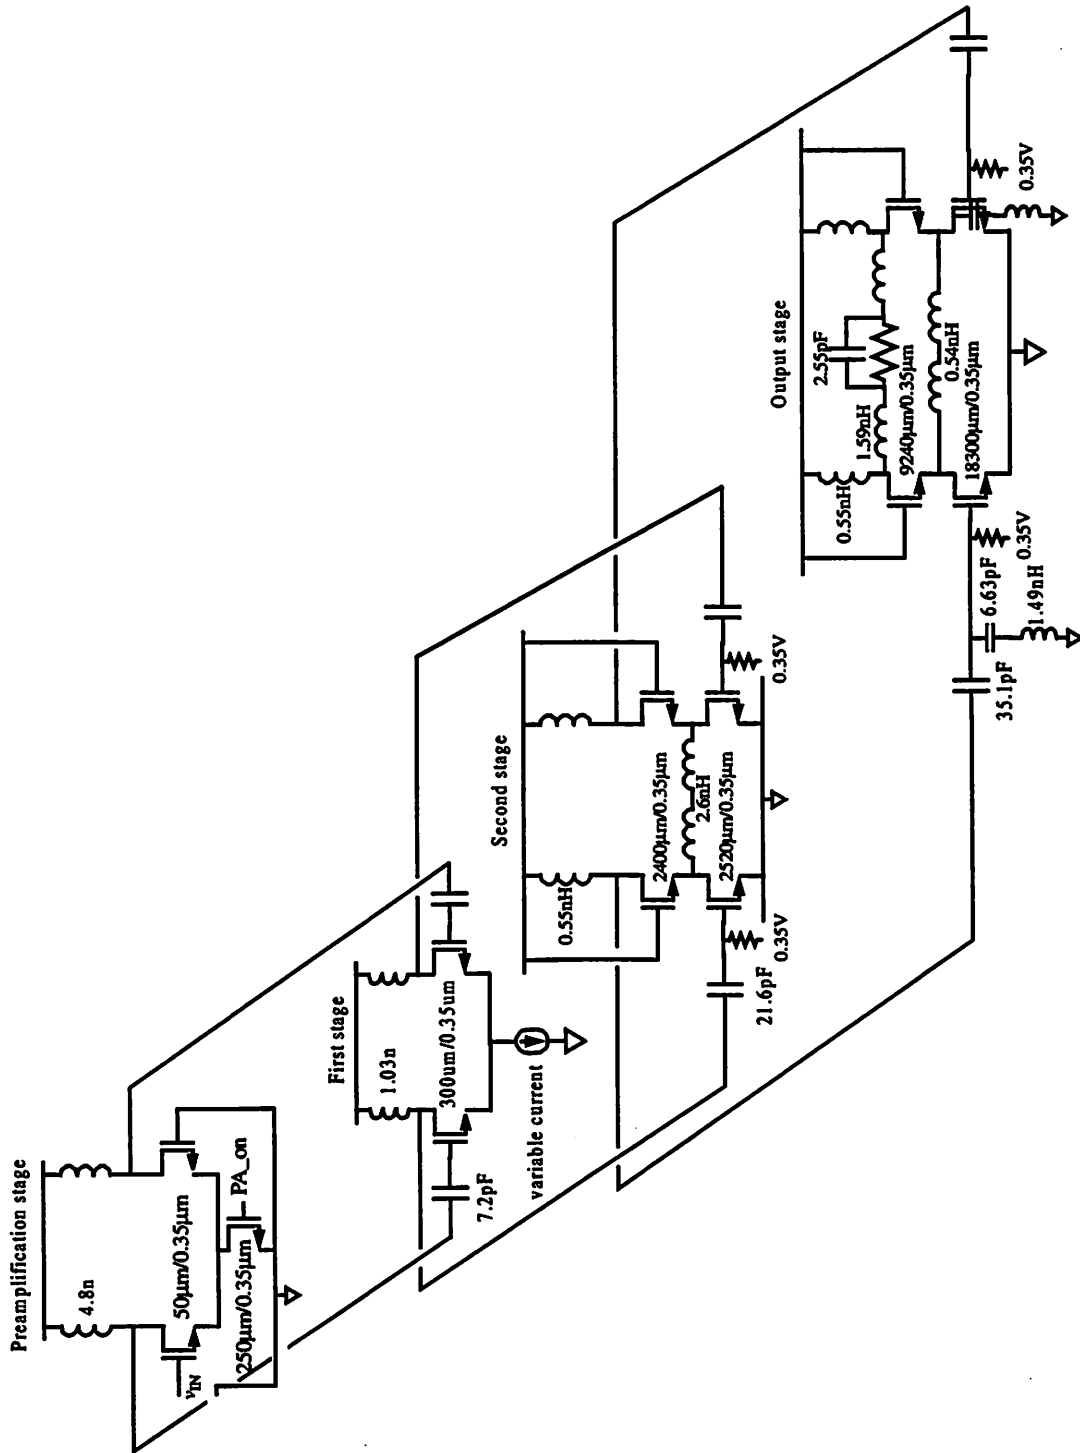 Preamplification stage
4.8n
50μm/0.35μm
PA_on
250μm/0.35μm
vIN
First stage
1.03n
300um/0.35um
variable current
7.2pF
Second stage
0.55nH
2400μm/0.35μm
2.6nH
2520μm/0.35μm
0.35V
0.35V
21.6pF
Output stage
2.55pF
1.59nH
0.55nH
9240μm/0.35μm
0.54nH
18300μm/0.35μm
0.35V
0.35V
6.63pF
1.49nH
35.1pF